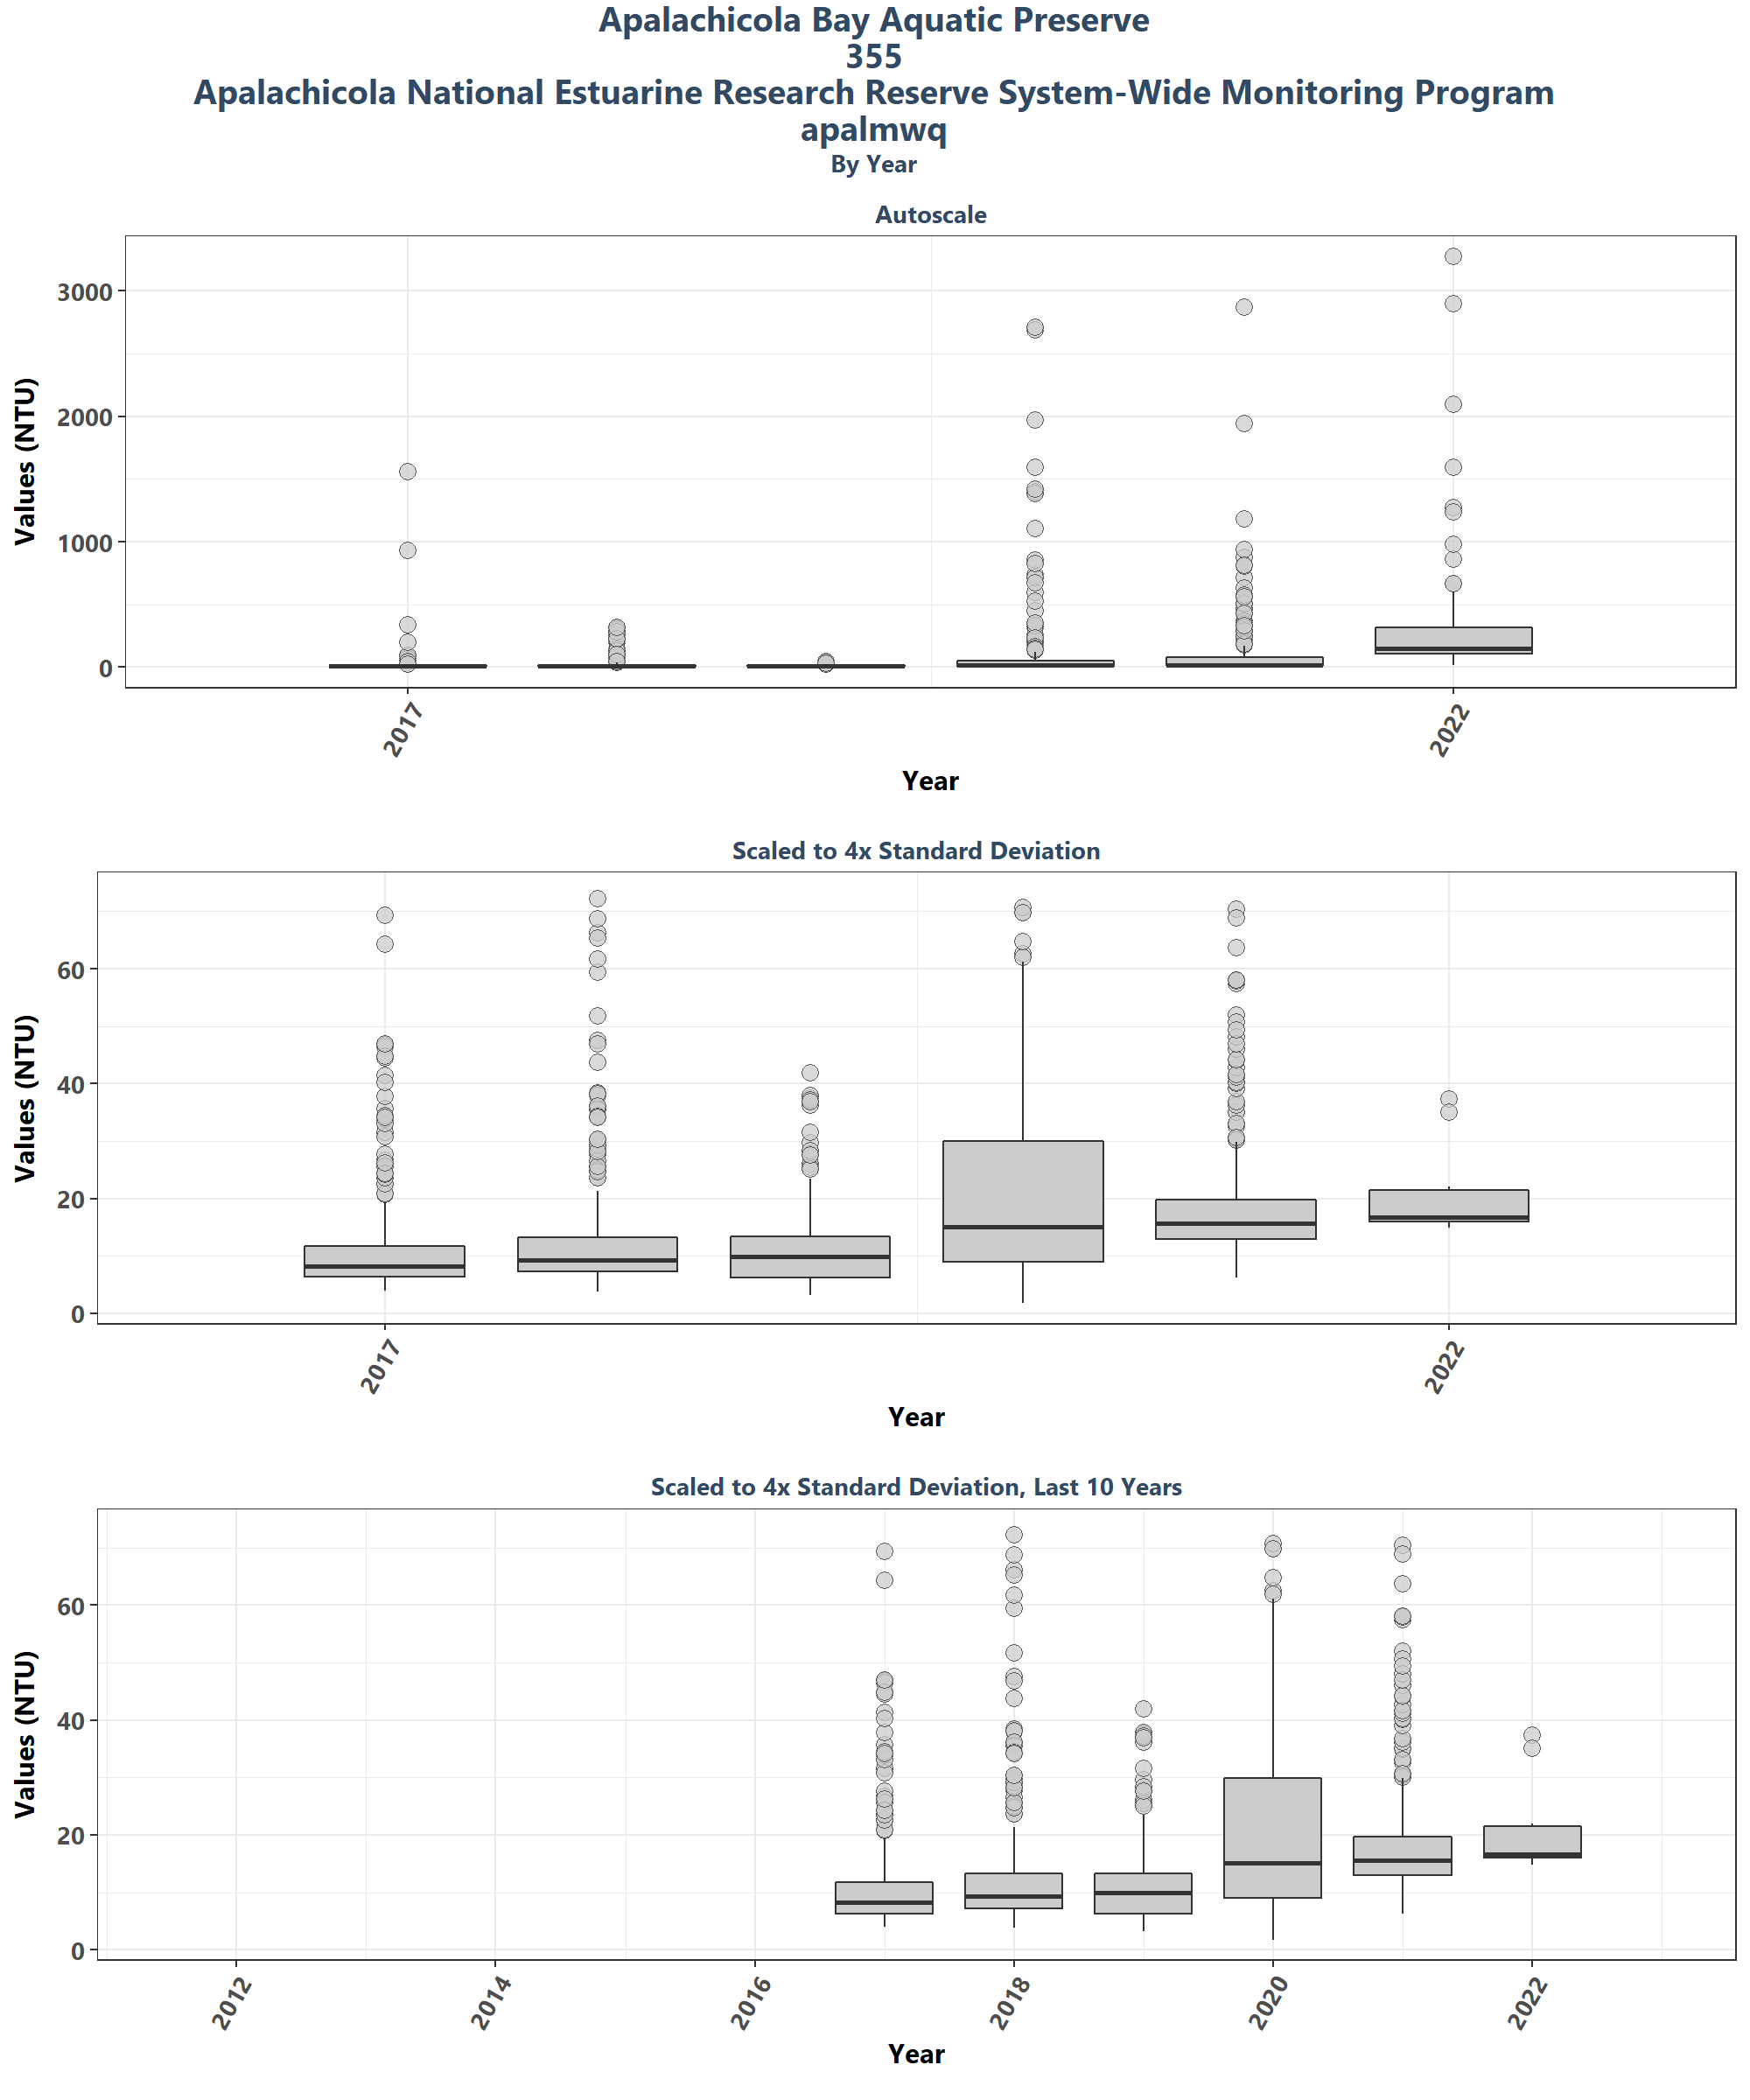 Apalachicola Bay Aquatic Preserve
355
Apalachicola National Estuarine Research Reserve System-Wide Monitoring Program
apalmwq
By Year
Autoscale
Values (NTU)
3000
2000
1000
0
2017
2022
Year
Scaled to 4x Standard Deviation
Values (NTU)
60
40
20
0
2017
2022
Year
Scaled to 4x Standard Deviation, Last 10 Years
Values (NTU)
60
40
20
0
2012
2014
2016
2018
2020
2022
Year